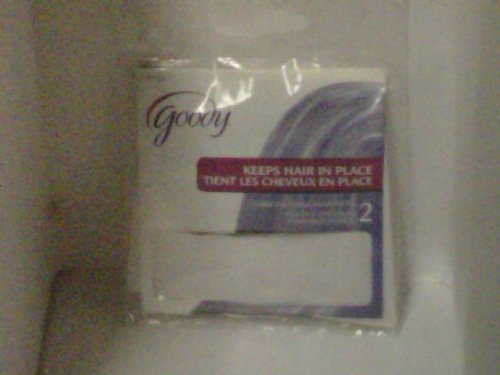 Goody
KEEPS HAIR IN PLACE
TIENT LES CHEVEUX EN PLACE
2